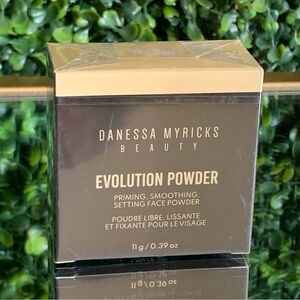 DANESSA MYRICKS
BEAUTY
EVOLUTION POWDER
PRIMING, SMOOTHING,
SETTING FACE POWDER
POUDRE LIBRE, LISSANTE
ET FIXANTE POUR LE VISAGE
11 g / 0.39 oz